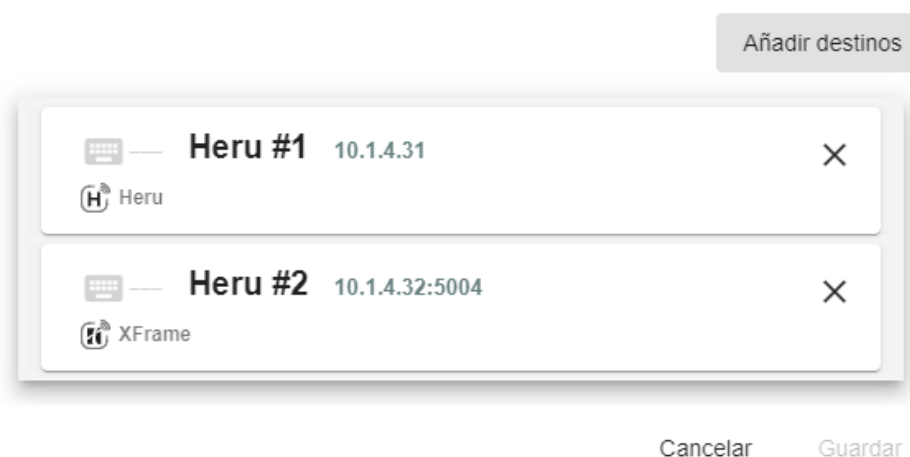 Añadir destinos
Heru #1 10.1.4.31
Heru
Heru #2 10.1.4.32:5004
XFrame
Cancelar Guardar